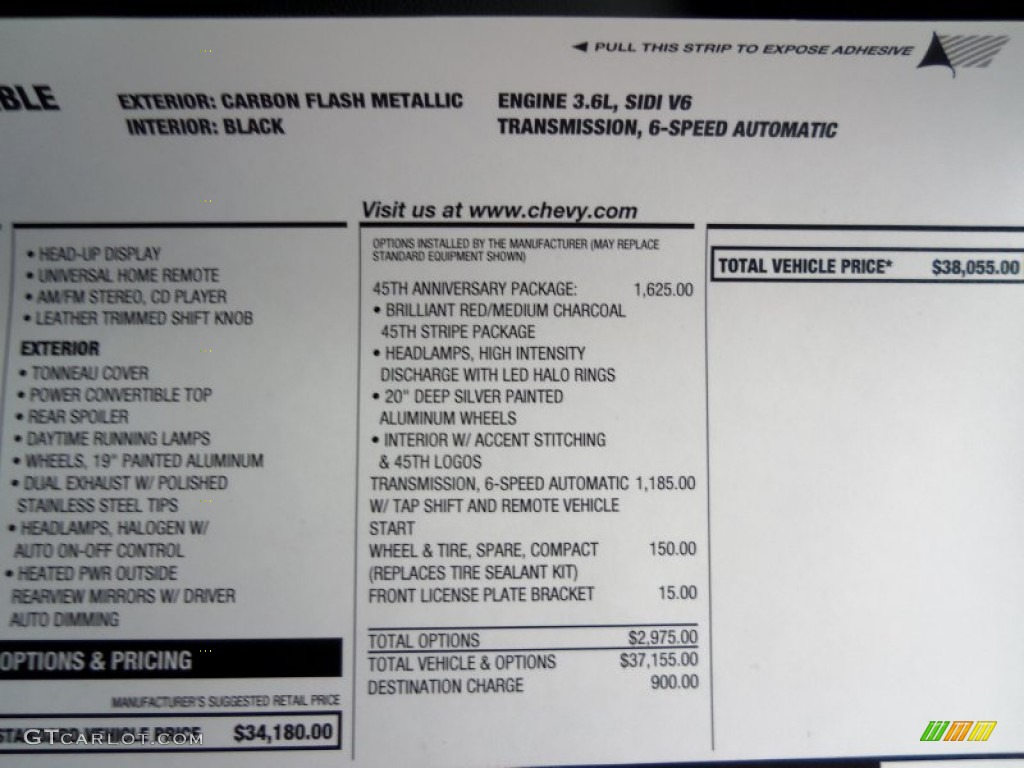 PULL THIS STRIP TO EXPOSE ADHESIVE
BLE
EXTERIOR: CARBON FLASH METALLIC
INTERIOR: BLACK
ENGINE 3.6L, SIDI V6
TRANSMISSION, 6-SPEED AUTOMATIC
• HEAD-UP DISPLAY
• UNIVERSAL HOME REMOTE
• AM/FM STEREO, CD PLAYER
• LEATHER TRIMMED SHIFT KNOB
EXTERIOR
• TONNEAU COVER
• POWER CONVERTIBLE TOP
• REAR SPOILER
• DAYTIME RUNNING LAMPS
• WHEELS, 19" PAINTED ALUMINUM
• DUAL EXHAUST W/ POLISHED
STAINLESS STEEL TIPS
• HEADLAMPS, HALOGEN W/
AUTO ON-OFF CONTROL
• HEATED PWR OUTSIDE
REARVIEW MIRRORS W/ DRIVER
AUTO DIMMING
OPTIONS & PRICING
MANUFACTURER'S SUGGESTED RETAIL PRICE
VEHICLE PRICE $34,180.00
GTcarlot.com
Visit us at www.chevy.com
OPTIONS INSTALLED BY THE MANUFACTURER (MAY REPLACE
STANDARD EQUIPMENT SHOWN)
45TH ANNIVERSARY PACKAGE: 1,625.00
• BRILLIANT RED/MEDIUM CHARCOAL
45TH STRIPE PACKAGE
• HEADLAMPS, HIGH INTENSITY
DISCHARGE WITH LED HALO RINGS
• 20" DEEP SILVER PAINTED
ALUMINUM WHEELS
• INTERIOR W/ ACCENT STITCHING
& 45TH LOGOS
TRANSMISSION, 6-SPEED AUTOMATIC 1,185.00
W/ TAP SHIFT AND REMOTE VEHICLE
START
WHEEL & TIRE, SPARE, COMPACT 150.00
(REPLACES TIRE SEALANT KIT)
FRONT LICENSE PLATE BRACKET 15.00
TOTAL OPTIONS $2,975.00
TOTAL VEHICLE & OPTIONS $37,155.00
DESTINATION CHARGE 900.00
TOTAL VEHICLE PRICE* $38,055.00